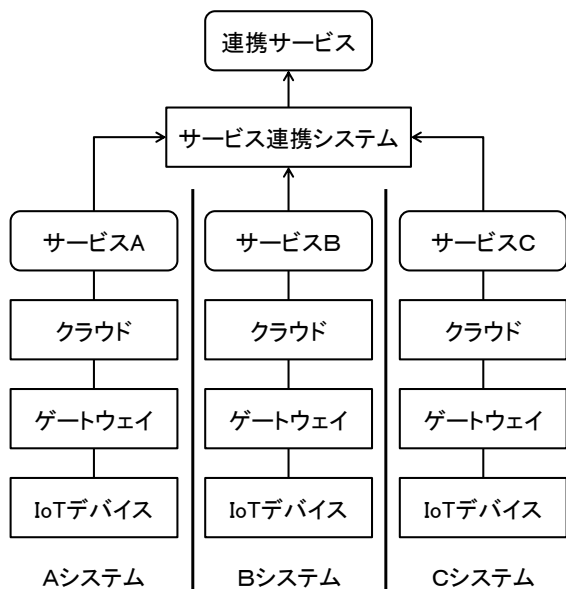 連携サービス
サービス連携システム
サービスA
サービスB
サービスC
クラウド
クラウド
クラウド
ゲートウェイ
ゲートウェイ
ゲートウェイ
IoTデバイス
IoTデバイス
IoTデバイス
Aシステム
Bシステム
Cシステム